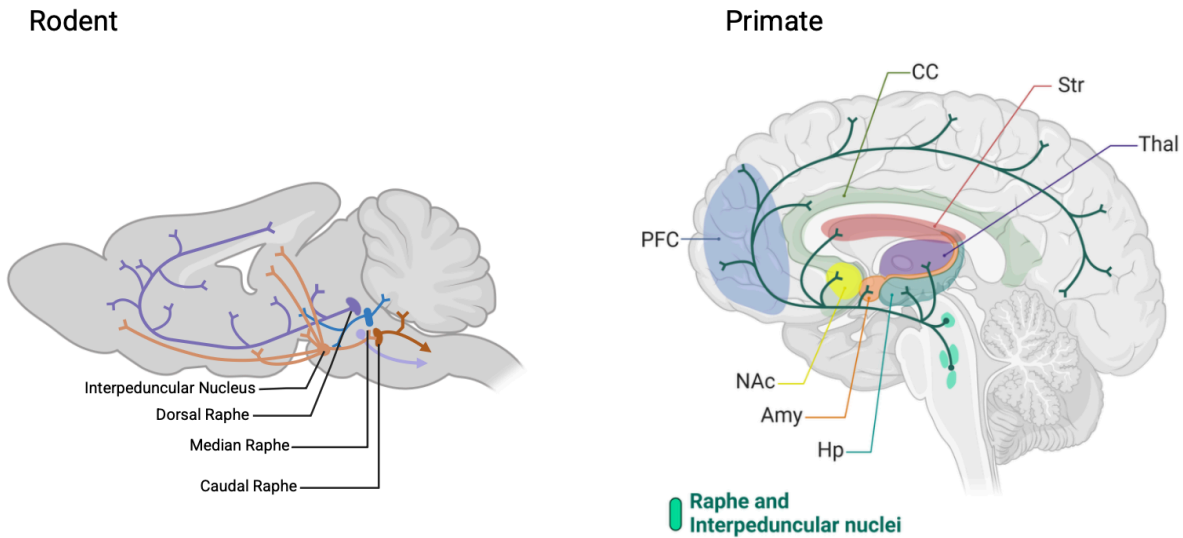 Rodent
Interpeduncular Nucleus
Dorsal Raphe
Median Raphe
Caudal Raphe
Primate
CC
Str
Thal
PFC
NAc
Amy
Hp
Raphe and
Interpeduncular nuclei